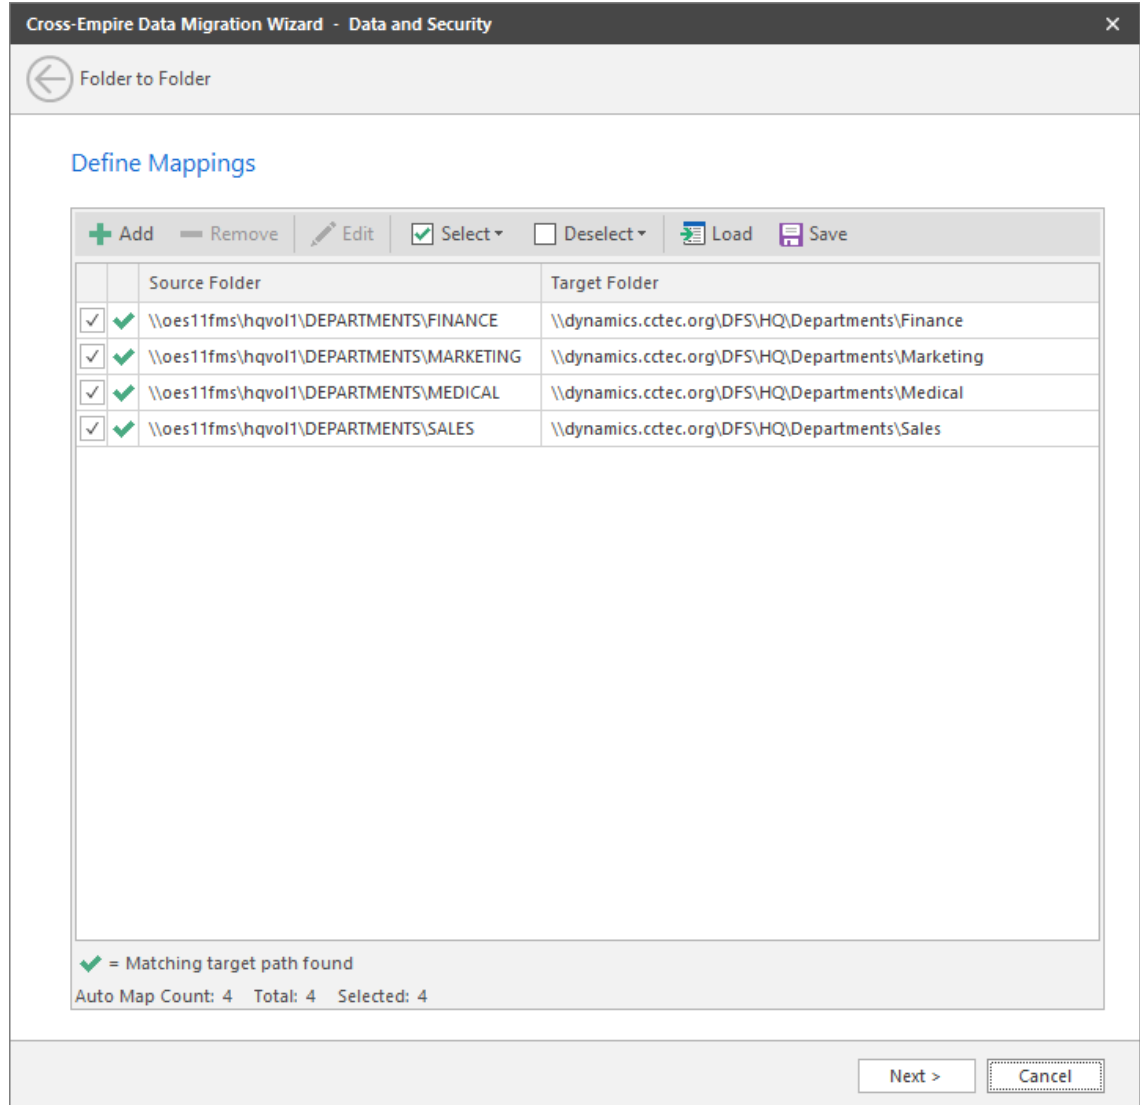 Cross-Empire Data Migration Wizard - Data and Security
Folder to Folder
Define Mappings
Add Remove Edit Select Deselect Load Save
Source Folder Target Folder
\\oes11fms\hqvol1\DEPARTMENTS\FINANCE \\dynamics.cctec.org\DFS\HQ\Departments\Finance
\\oes11fms\hqvol1\DEPARTMENTS\MARKETING \\dynamics.cctec.org\DFS\HQ\Departments\Marketing
\\oes11fms\hqvol1\DEPARTMENTS\MEDICAL \\dynamics.cctec.org\DFS\HQ\Departments\Medical
\\oes11fms\hqvol1\DEPARTMENTS\SALES \\dynamics.cctec.org\DFS\HQ\Departments\Sales
= Matching target path found
Auto Map Count: 4 Total: 4 Selected: 4
Next > Cancel